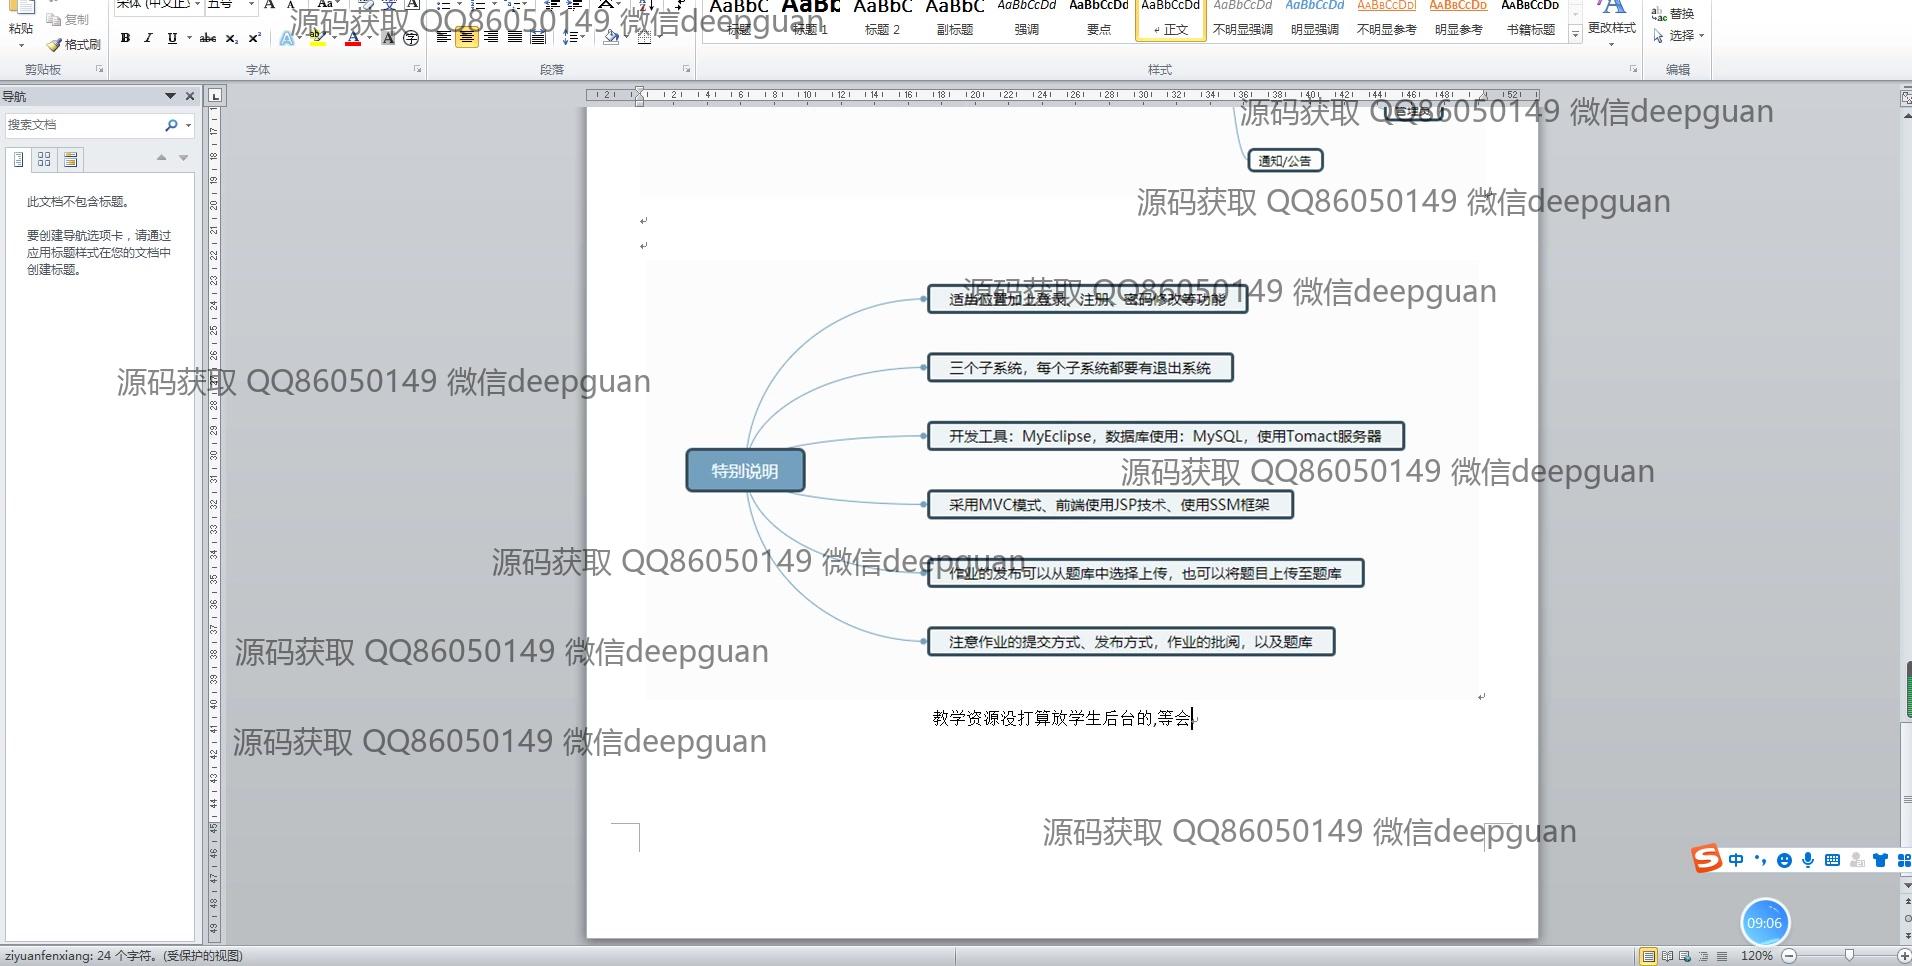 宋体 (中文正) 五号
AaBbC AaBb AaBbC AaBbC AaBbCcDd AaBbCcDd AaBbCcDd AaBbCcDd AaBbCcDd AaBbCcDd AaBbCcDd AaBbCcDd
粘贴 复制 格式刷
标题 标题 1 标题 2 副标题 强调 要点 正文 不明显强调 明显强调 不明显参考 明显参考 书籍标题
更改样式 替换 选择
源码获取 QQ86050149 微信deepguan
剪贴板 字体 段落 样式 编辑
导航
搜索文档
源码获取 QQ86050149 微信deepguan
管理员
通知/公告
此文档不包含标题。
源码获取 QQ86050149 微信deepguan
要创建导航选项卡，请通过
应用标题样式在您的文档中
创建标题。
源码获取 QQ86050149 微信deepguan
适当位置加上登录、注册、密码修改等功能
三个子系统，每个子系统都要有退出系统
源码获取 QQ86050149 微信deepguan
开发工具：MyEclipse，数据库使用：MySQL，使用Tomact服务器
特别说明
源码获取 QQ86050149 微信deepguan
采用MVC模式、前端使用JSP技术、使用SSM框架
源码获取 QQ86050149 微信deepguan
作业的发布可以从题库中选择上传，也可以将题目上传至题库
注意作业的提交方式、发布方式，作业的批阅，以及题库
源码获取 QQ86050149 微信deepguan
教学资源没打算放学生后台的,等会
源码获取 QQ86050149 微信deepguan
源码获取 QQ86050149 微信deepguan
中
09:06
ziyuanfenxiang: 24 个字符。(受保护的视图)
120%